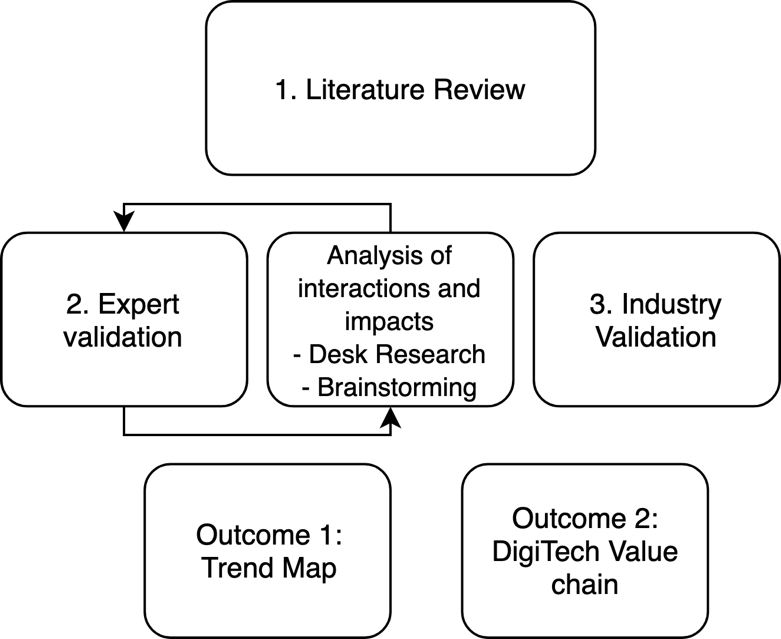 1. Literature Review
2. Expert
validation
Analysis of
interactions and
impacts
- Desk Research
- Brainstorming
3. Industry
Validation
Outcome 1:
Trend Map
Outcome 2:
DigiTech Value
chain